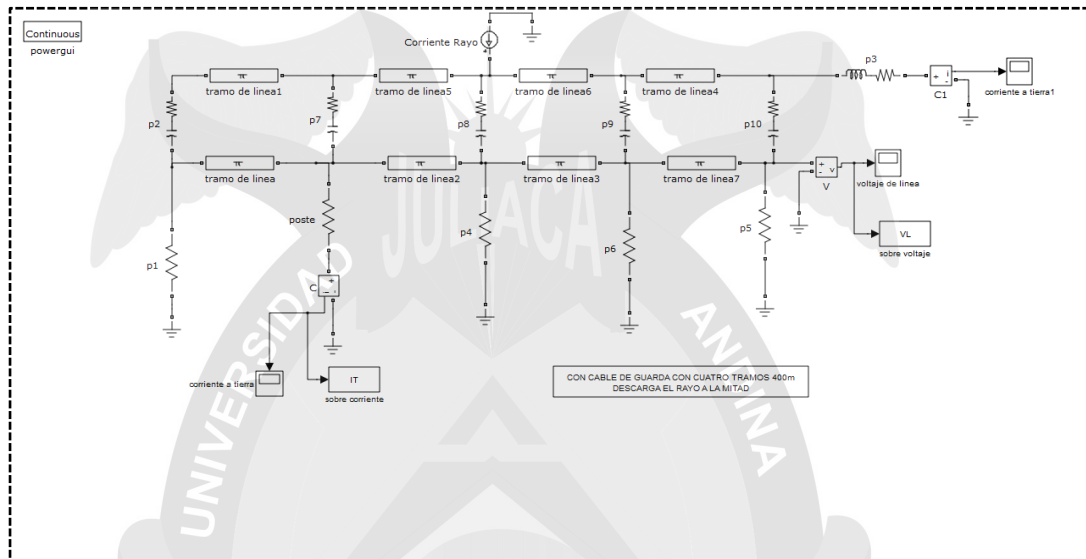 Continuous
powergui
Corriente Rayo
tramo de linea1
tramo de linea5
tramo de linea6
tramo de linea4
p3
i
+
-
C1
corriente a tierra1
p2
p7
p8
p9
p10
tramo de linea
tramo de linea2
tramo de linea3
tramo de linea7
+
-
v
V
voltaje de linea
VL
sobre voltaje
p1
poste
p4
p6
p5
C
+
-
corriente a tierra
IT
sobre corriente
CON CABLE DE GUARDA CON CUATRO TRAMOS 400m
DESCARGA EL RAYO A LA MITAD
JULIACA
UNIVERSIDAD
ANDINA